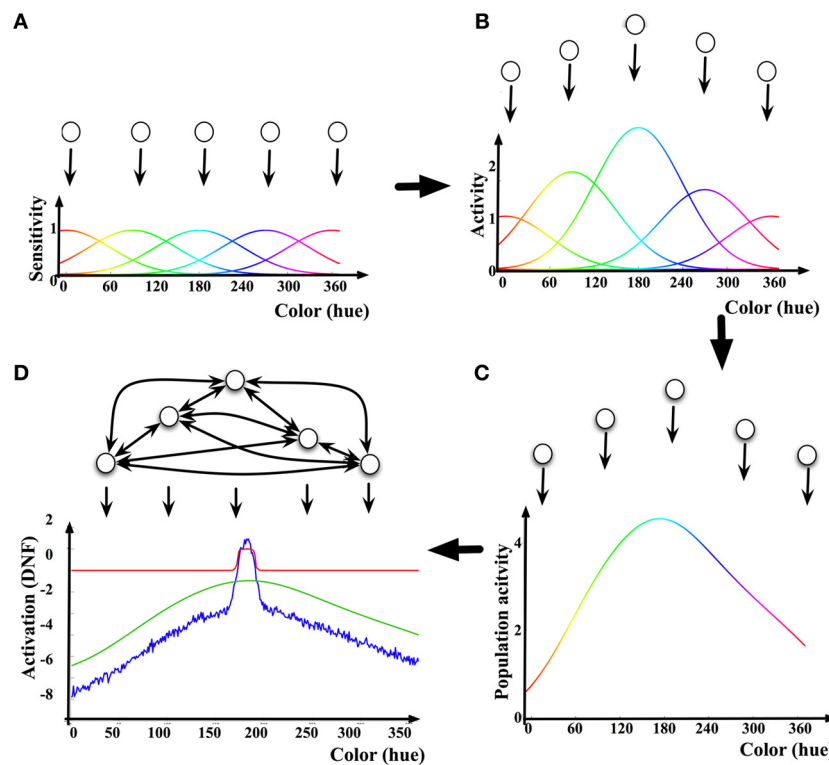 A
Sensitivity
1
0
0 60 120 180 240 300 360
Color (hue)
B
Activity
2
1
0
0 60 120 180 240 300 360
Color (hue)
D
Activation (DNF)
2
0
-2
-4
-6
-8
0 50 100 150 200 250 300 350
Color (hue)
C
Population acitvity
4
2
0
0 60 120 180 240 300 360
Color (hue)